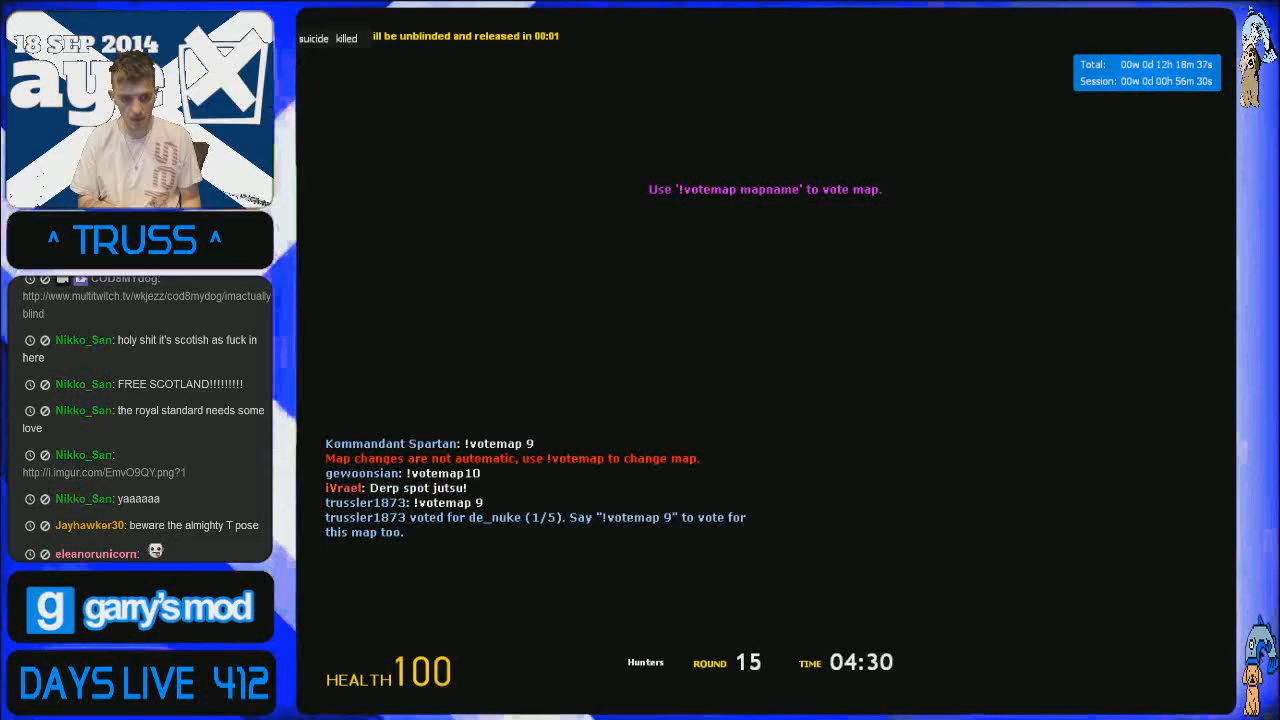 18 SEP 2014
aye
^ TRUSS ^
COD8MYdog:
http://www.multitwitch.tv/wkjezz/cod8mydog/imactually
blind
Nikko_San: holy shit it's scotish as fuck in
here
Nikko_San: FREE SCOTLAND!!!!!!!!!
Nikko_San: the royal standard needs some
love
Nikko_San:
http://i.imgur.com/EmvO9QY.png?1
Nikko_San: yaaaaaa
Jayhawker30: beware the almighty T pose
eleanorunicorn:
g garry's mod
DAYS LIVE 412
suicide killed ill be unblinded and released in 00:01
Total: 00w 0d 12h 18m 37s
Session: 00w 0d 00h 56m 30s
Use '!votemap mapname' to vote map.
Kommandant Spartan: !votemap 9
Map changes are not automatic, use !votemap to change map.
gewoonsian: !votemap10
iVrael: Derp spot jutsu!
trussler1873: !votemap 9
trussler1873 voted for de_nuke (1/5). Say "!votemap 9" to vote for
this map too.
HEALTH 100
Hunters ROUND 15 TIME 04:30